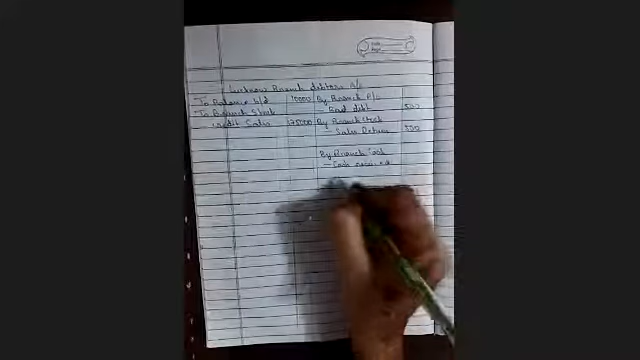 Lucknow Branch debtors A/c
To Balance b/d 10000 By Branch P/L
To Branch Stock - Bad debt 500
Credit Sales 175000 By Branch Stock
- Sales Return 500
By Branch Cash
- Cash received